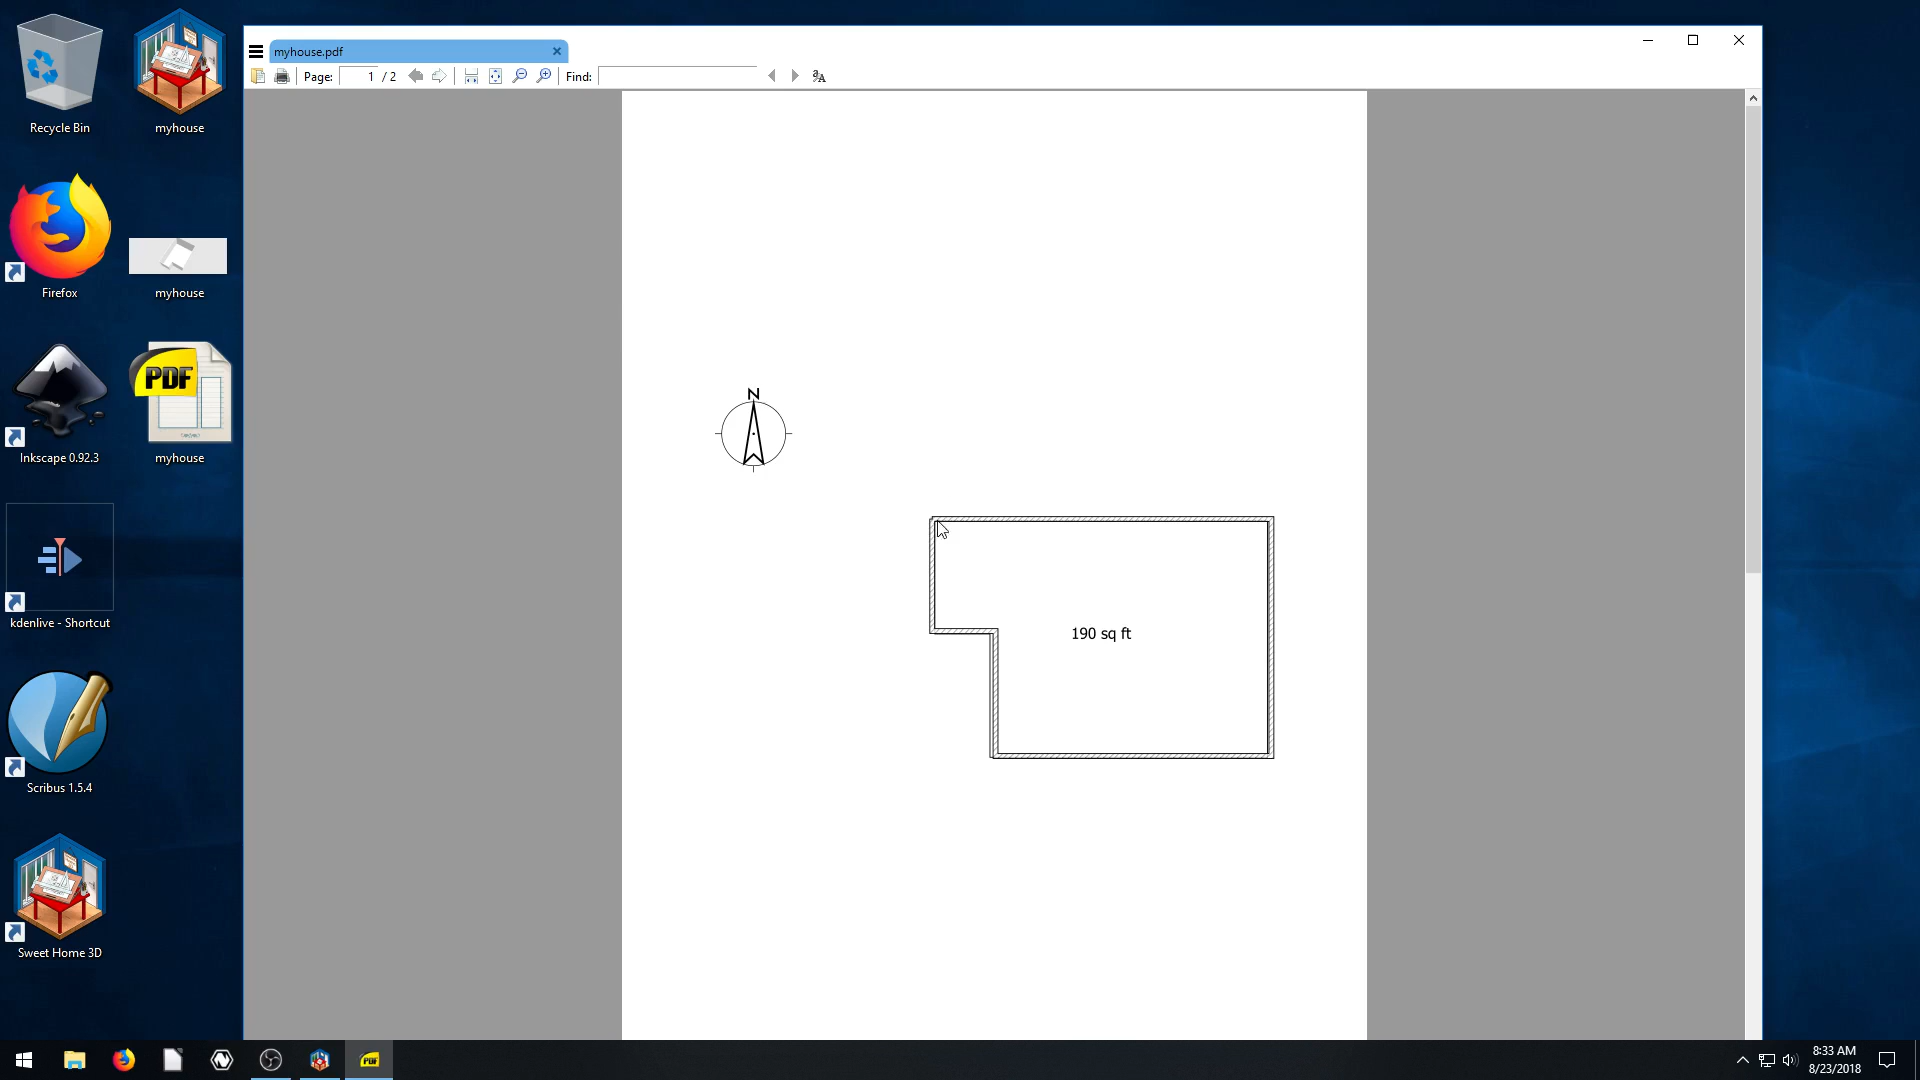 myhouse.pdf
Page: 1 / 2 Find:
Recycle Bin
myhouse
Firefox
myhouse
PDF
Inkscape 0.92.3
myhouse
kdenlive - Shortcut
Scribus 1.5.4
Sweet Home 3D
N
190 sq ft
PDF
8:33 AM
8/23/2018